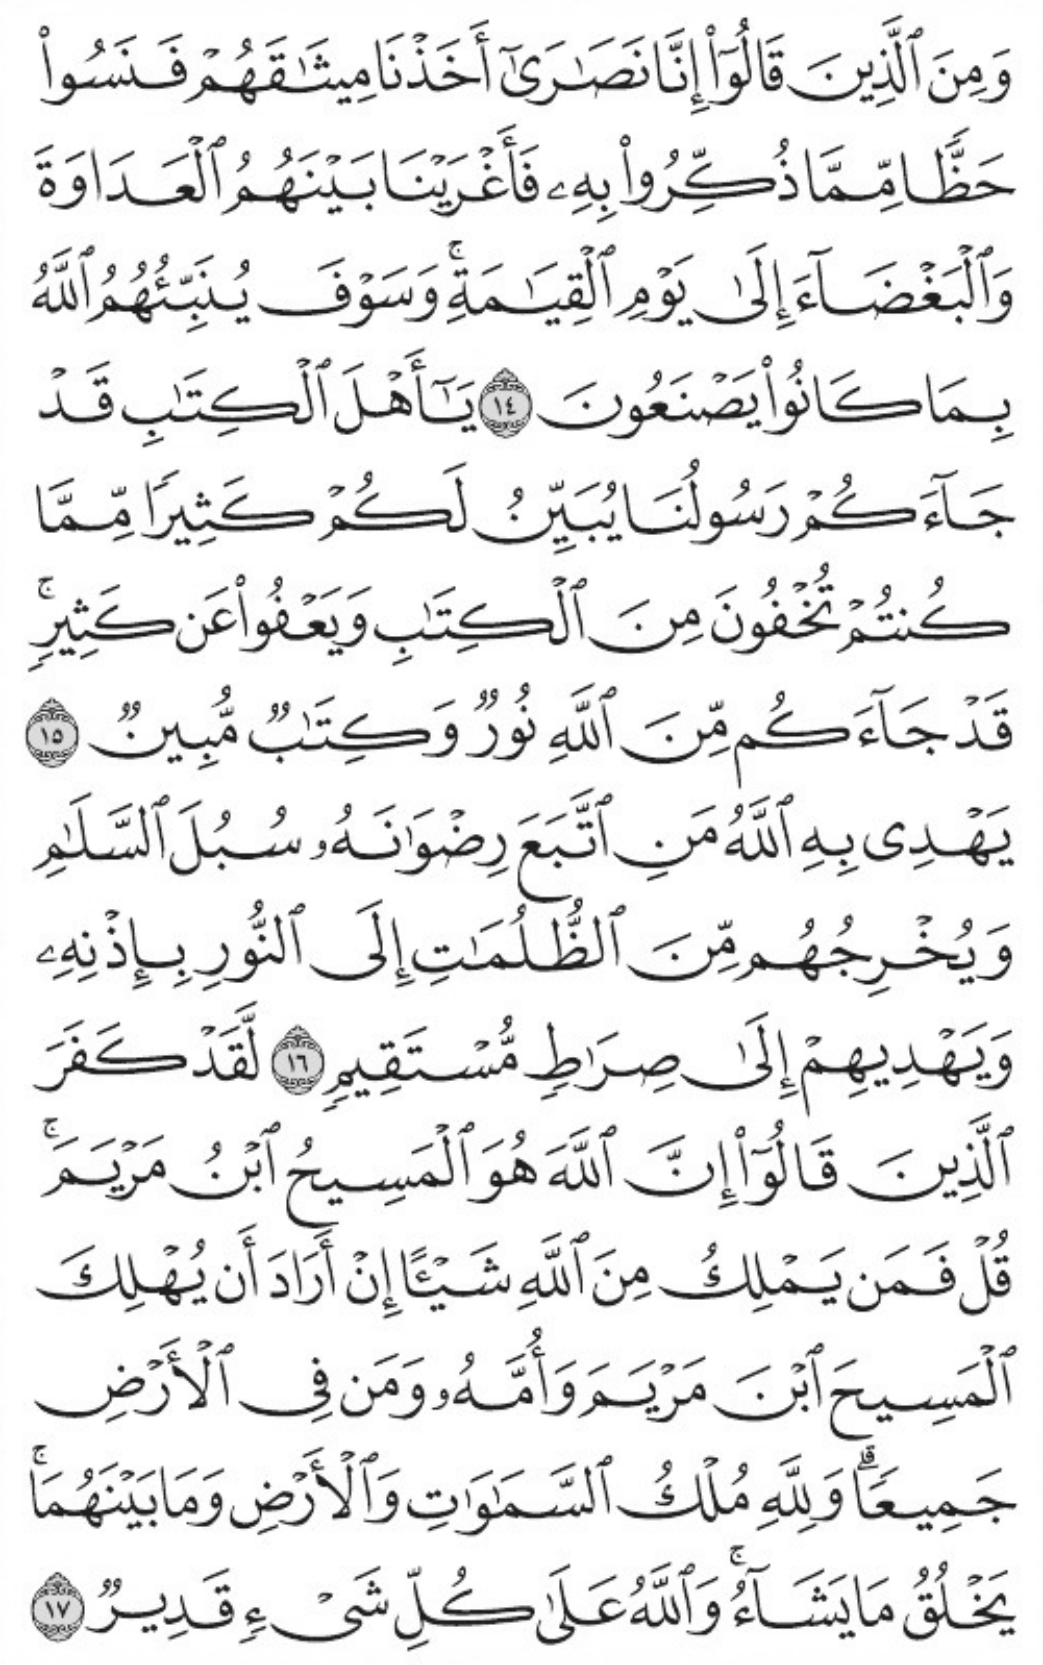 وَمِنَ ٱلَّذِينَ قَالُوٓا۟ إِنَّا نَصَٰرَىٰٓ أَخَذْنَا مِيثَٰقَهُمْ فَنَسُوا۟
حَظًّا مِّمَّا ذُكِّرُوا۟ بِهِۦ فَأَغْرَيْنَا بَيْنَهُمُ ٱلْعَدَاوَةَ
وَٱلْبَغْضَآءَ إِلَىٰ يَوْمِ ٱلْقِيَٰمَةِ ۚ وَسَوْفَ يُنَبِّئُهُمُ ٱللَّهُ
بِمَا كَانُوا۟ يَصْنَعُونَ ١٤ يَٰٓأَهْلَ ٱلْكِتَٰبِ قَدْ
جَآءَكُمْ رَسُولُنَا يُبَيِّنُ لَكُمْ كَثِيرًا مِّمَّا
كُنتُمْ تُخْفُونَ مِنَ ٱلْكِتَٰبِ وَيَعْفُوا۟ عَن كَثِيرٍ ۚ
قَدْ جَآءَكُم مِّنَ ٱللَّهِ نُورٌ وَكِتَٰبٌ مُّبِينٌ ١٥
يَهْدِى بِهِ ٱللَّهُ مَنِ ٱتَّبَعَ رِضْوَٰنَهُۥ سُبُلَ ٱلسَّلَٰمِ
وَيُخْرِجُهُم مِّنَ ٱلظُّلُمَٰتِ إِلَى ٱلنُّورِ بِإِذْنِهِۦ
وَيَهْدِيهِمْ إِلَىٰ صِرَٰطٍ مُّسْتَقِيمٍ ١٦ لَّقَدْ كَفَرَ
ٱلَّذِينَ قَالُوٓا۟ إِنَّ ٱللَّهَ هُوَ ٱلْمَسِيحُ ٱبْنُ مَرْيَمَ ۚ
قُلْ فَمَن يَمْلِكُ مِنَ ٱللَّهِ شَيْـًٔا إِنْ أَرَادَ أَن يُهْلِكَ
ٱلْمَسِيحَ ٱبْنَ مَرْيَمَ وَأُمَّهُۥ وَمَن فِى ٱلْأَرْضِ
جَمِيعًا ۗ وَلِلَّهِ مُلْكُ ٱلسَّمَٰوَٰتِ وَٱلْأَرْضِ وَمَا بَيْنَهُمَا ۚ
يَخْلُقُ مَا يَشَآءُ ۚ وَٱللَّهُ عَلَىٰ كُلِّ شَىْءٍ قَدِيرٌ ١٧